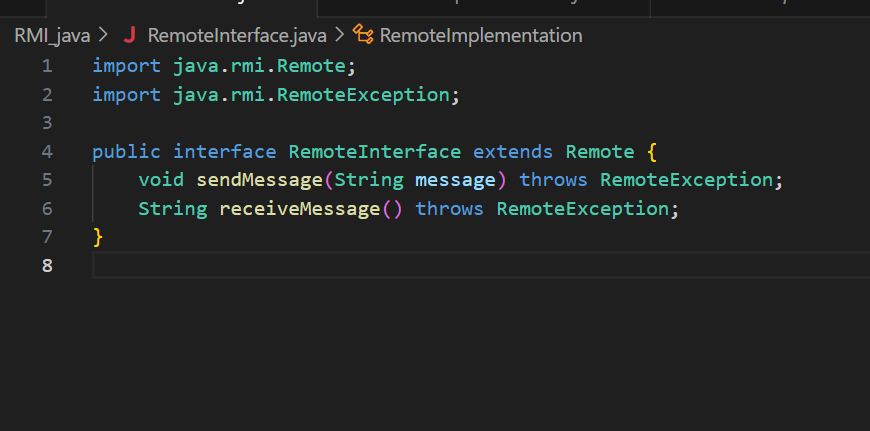 RMI_java > RemoteInterface.java > RemoteImplementation
1 import java.rmi.Remote;
2 import java.rmi.RemoteException;
3
4 public interface RemoteInterface extends Remote {
5 void sendMessage(String message) throws RemoteException;
6 String receiveMessage() throws RemoteException;
7 }
8